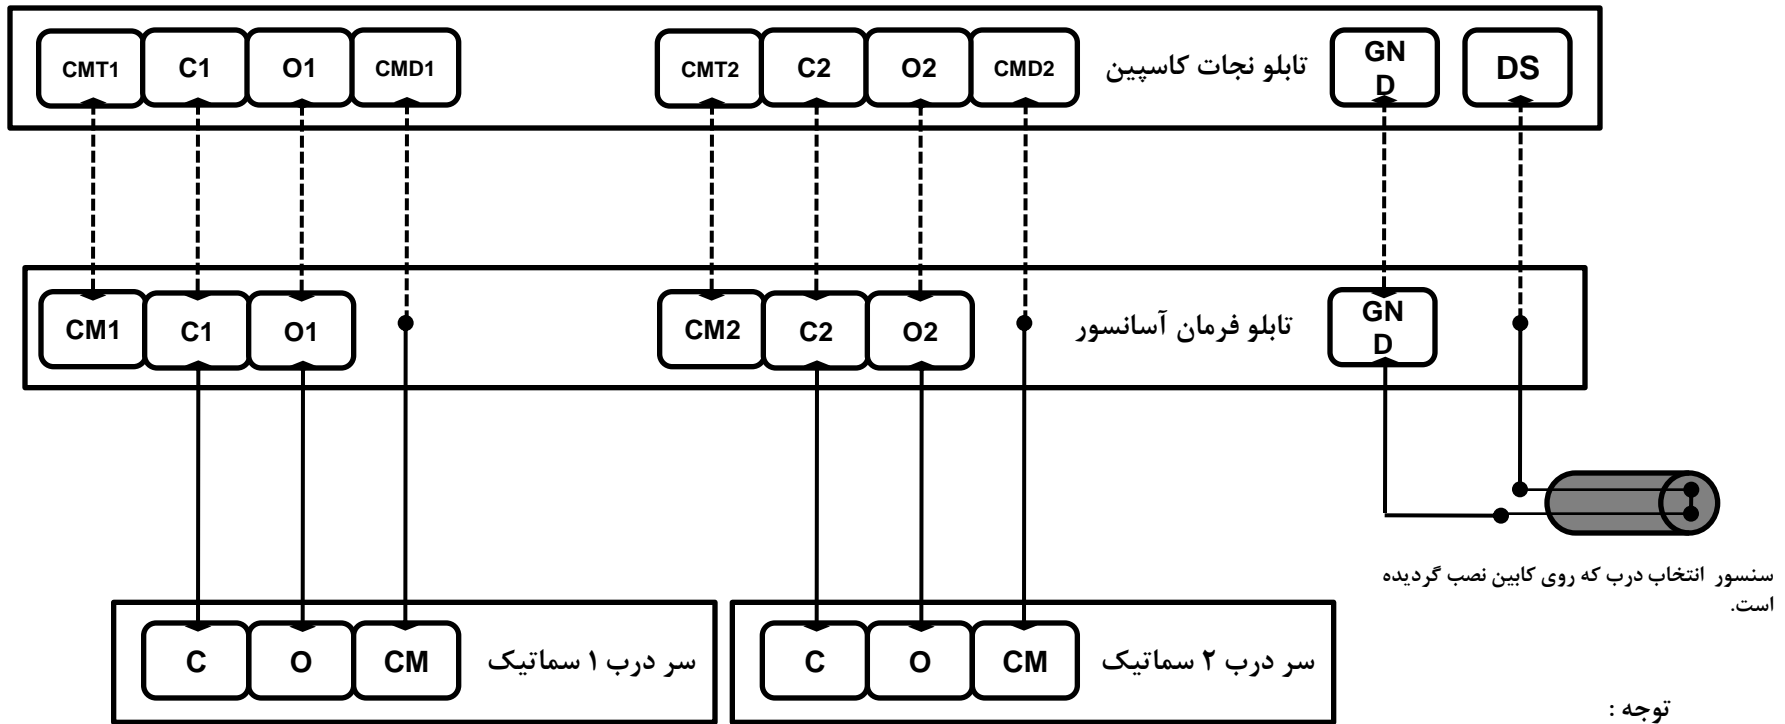 CMT1 C1 O1 CMD1 CMT2 C2 O2 CMD2 تابلو نجات کاسپین GN DS
D
CM1 C1 O1 CM2 C2 O2 تابلو فرمان آسانسور GN
D
سنسور انتخاب درب که روی کابین نصب گردیده
است.
C O CM سر درب ۱ سماتیک C O CM سر درب ۲ سماتیک
توجه :